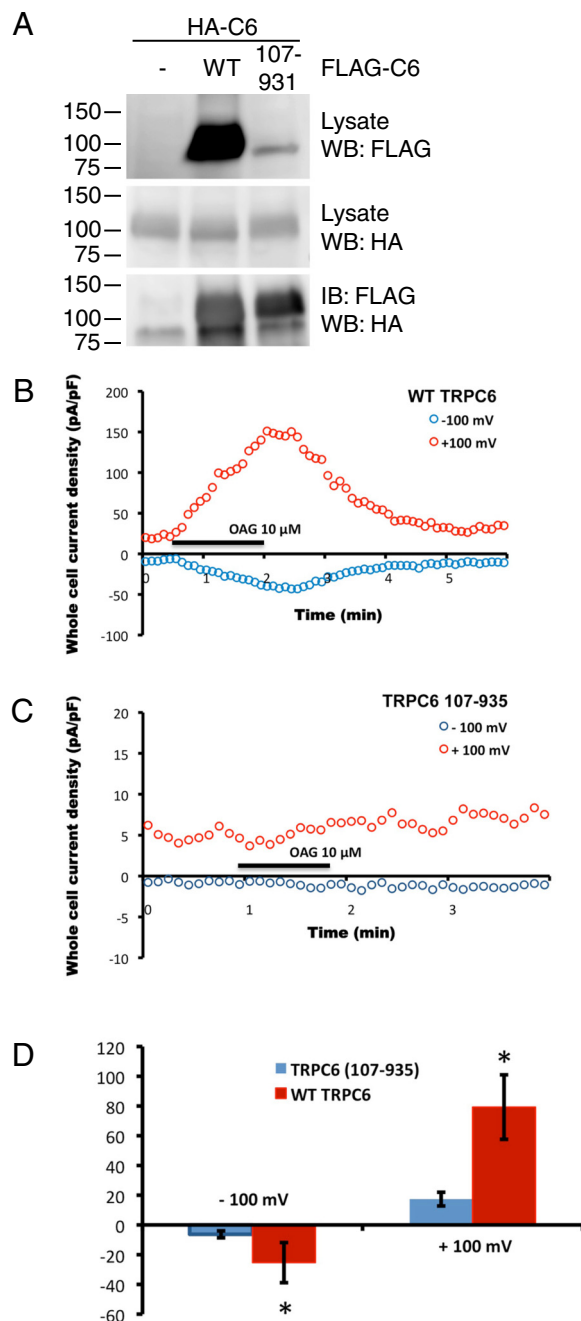 A
HA-C6
- WT 107-931 FLAG-C6
150
100
75
Lysate
WB: FLAG
150
100
75
Lysate
WB: HA
150
100
75
IB: FLAG
WB: HA
B
Whole cell current density (pA/pF)
200
150
100
50
0
-50
-100
WT TRPC6
-100 mV
+100 mV
OAG 10 µM
0 1 2 3 4 5
Time (min)
C
Whole cell current density (pA/pF)
20
15
10
5
0
-5
-10
TRPC6 107-935
- 100 mV
+ 100 mV
OAG 10 µM
0 1 2 3
Time (min)
D
120
100
80
60
40
20
0
-20
-40
-60
TRPC6 (107-935)
WT TRPC6
*
- 100 mV
+ 100 mV
*